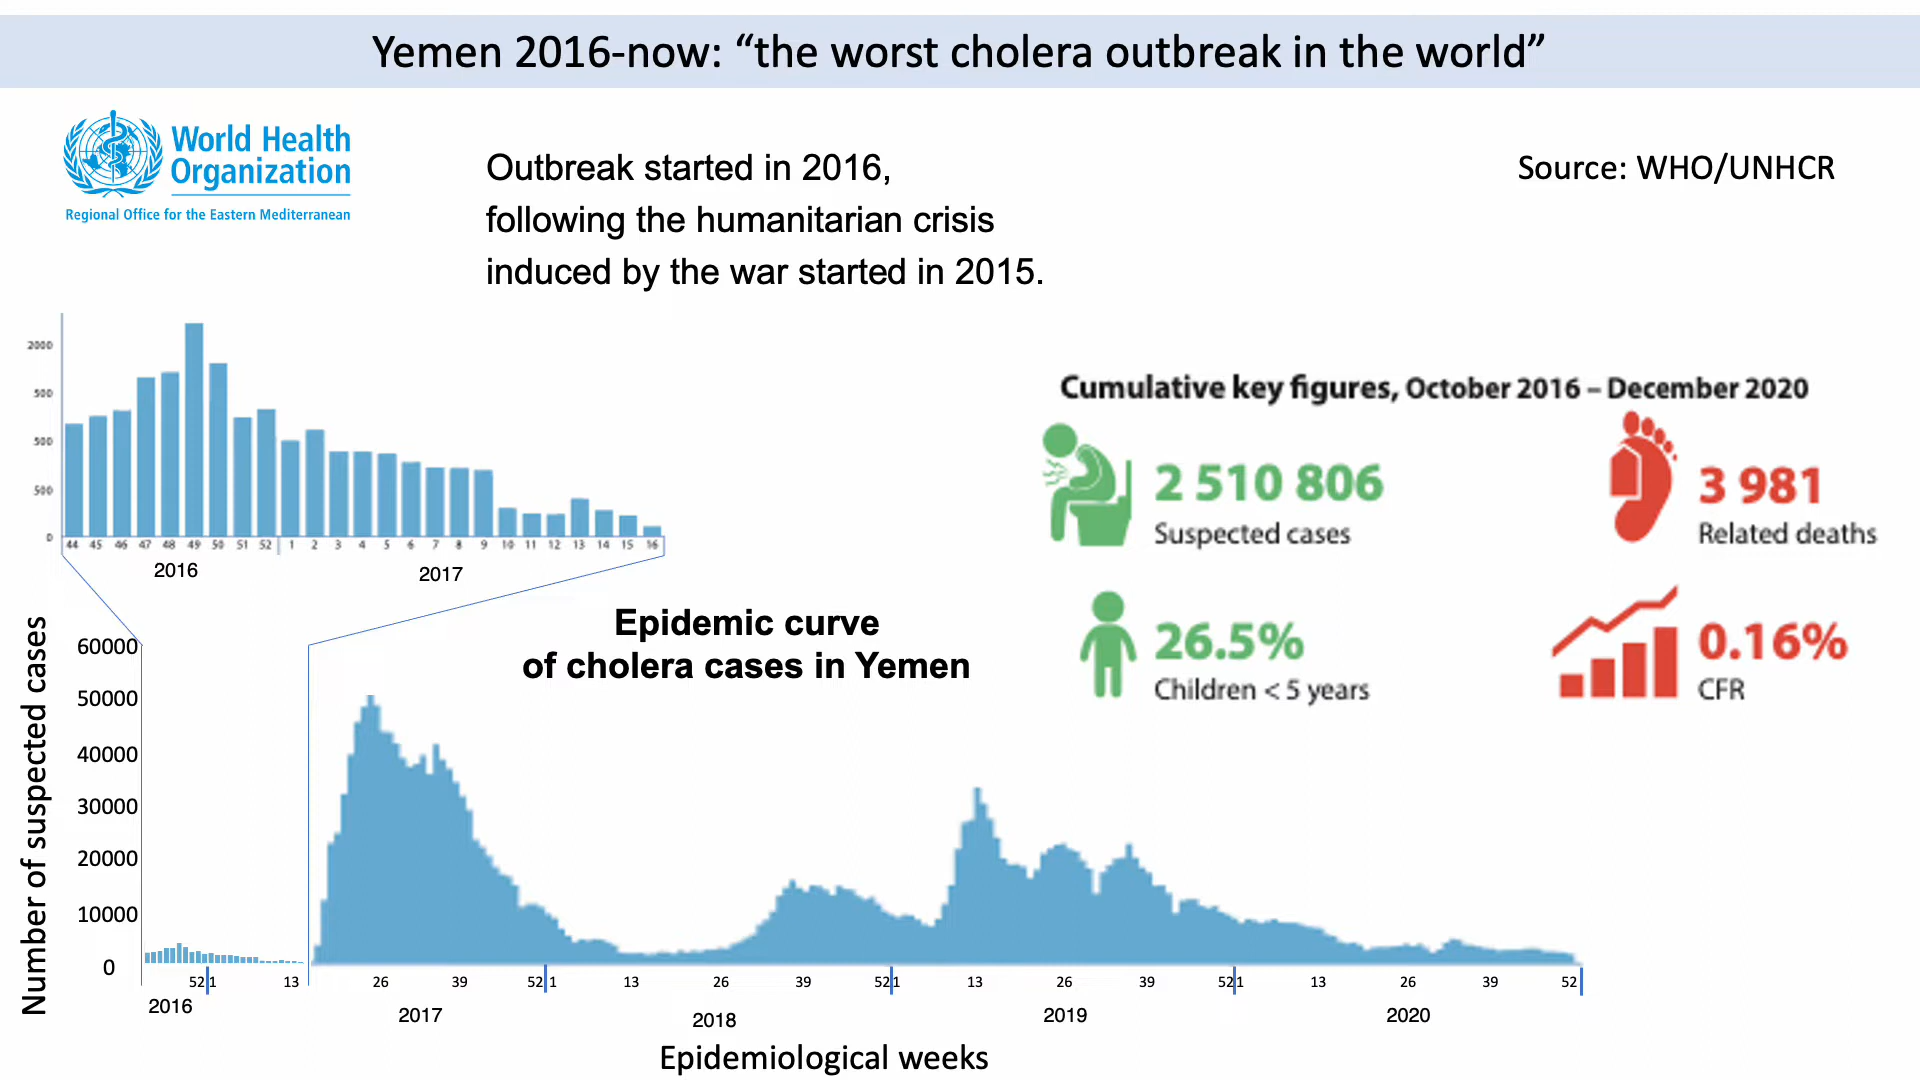 Yemen 2016-now: “the worst cholera outbreak in the world”
World Health
Organization
Regional Office for the Eastern Mediterranean
Outbreak started in 2016,
following the humanitarian crisis
induced by the war started in 2015.
Source: WHO/UNHCR
2000
500
500
500
0
44 45 46 47 48 49 50 51 52 1 2 3 4 5 6 7 8 9 10 11 12 13 14 15 16
2016 2017
Cumulative key figures, October 2016 – December 2020
2 510 806
Suspected cases
3 981
Related deaths
26.5%
Children < 5 years
0.16%
CFR
Epidemic curve
of cholera cases in Yemen
Number of suspected cases
60000
50000
40000
30000
20000
10000
0
52 1 13 26 39 52 1 13 26 39 52 1 13 26 39 52 1 13 26 39 52
2016 2017 2018 2019 2020
Epidemiological weeks